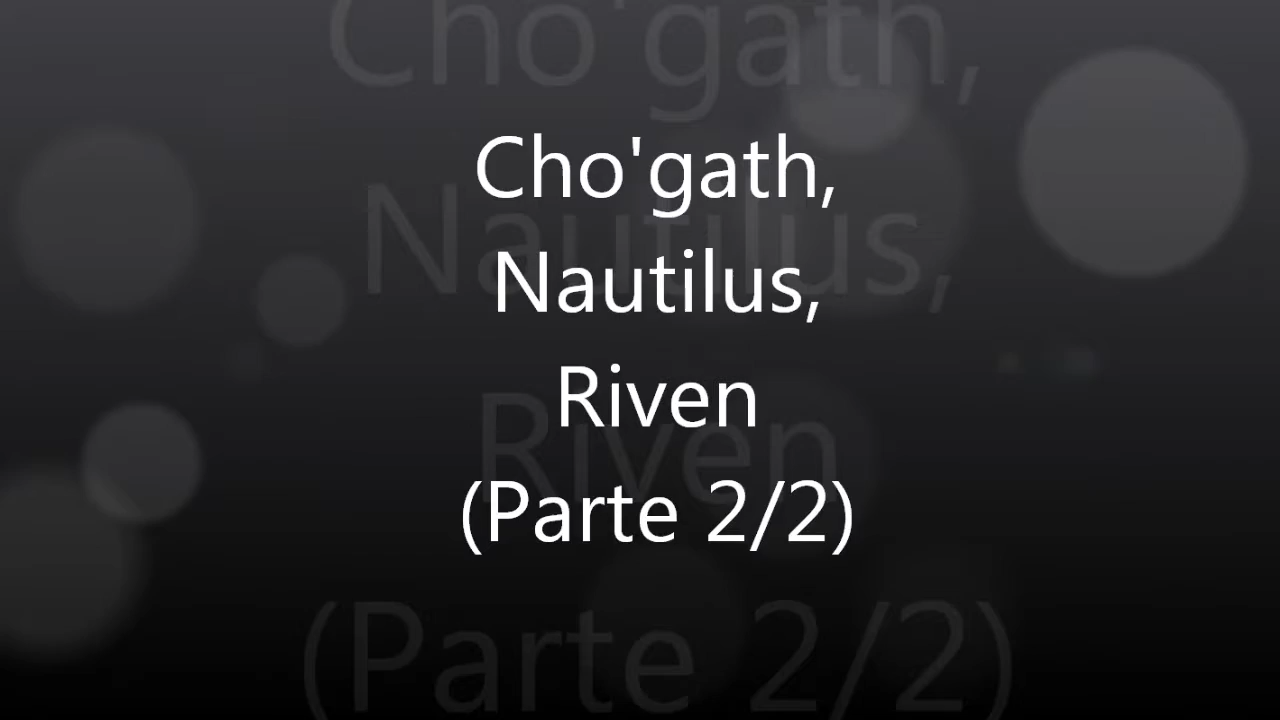 Cho'gath,
Nautilus,
Riven
(Parte 2/2)